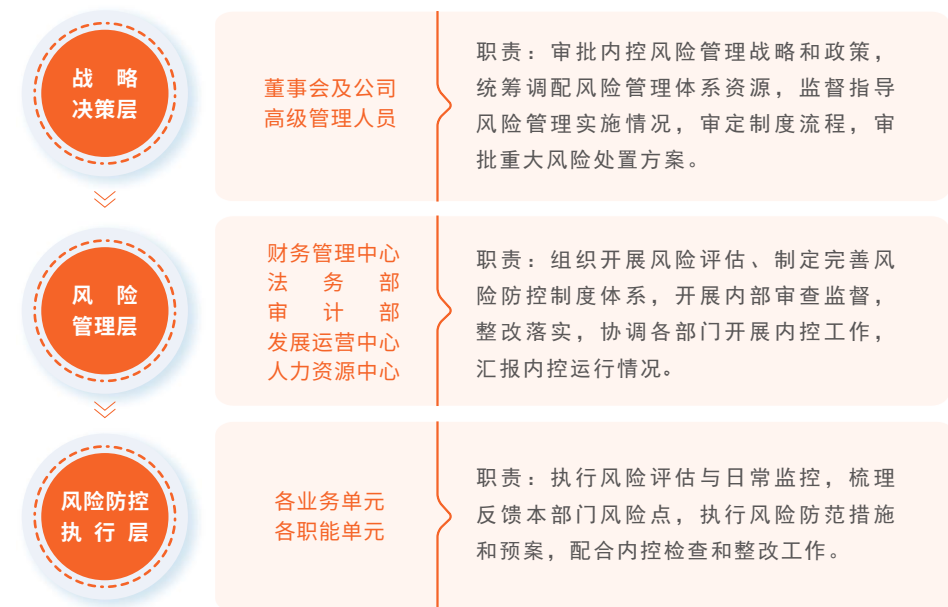 战 略
决策层
董事会及公司
高级管理人员
职责：审批内控风险管理战略和政策，
统筹调配风险管理体系资源，监督指导
风险管理实施情况，审定制度流程，审
批重大风险处置方案。
风 险
管理层
财务管理中心
法 务 部
审 计 部
发展运营中心
人力资源中心
职责：组织开展风险评估、制定完善风
险防控制度体系，开展内部审查监督，
整改落实，协调各部门开展内控工作，
汇报内控运行情况。
风险防控
执 行 层
各业务单元
各职能单元
职责：执行风险评估与日常监控，梳理
反馈本部门风险点，执行风险防范措施
和预案，配合内控检查和整改工作。